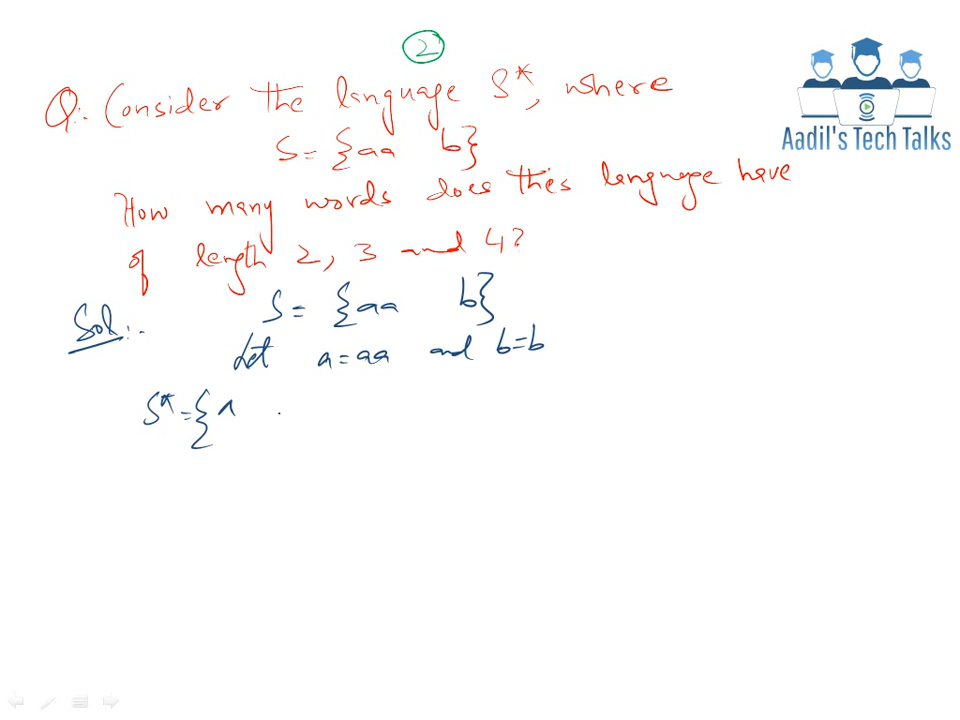 2
Q:. Consider the language S*, where
S = {aa b}
How many words does this language have
of length 2, 3 and 4?
Sol:.
S = {aa b}
Let a = aa and b = b
S* = { Λ
Aadil's Tech Talks